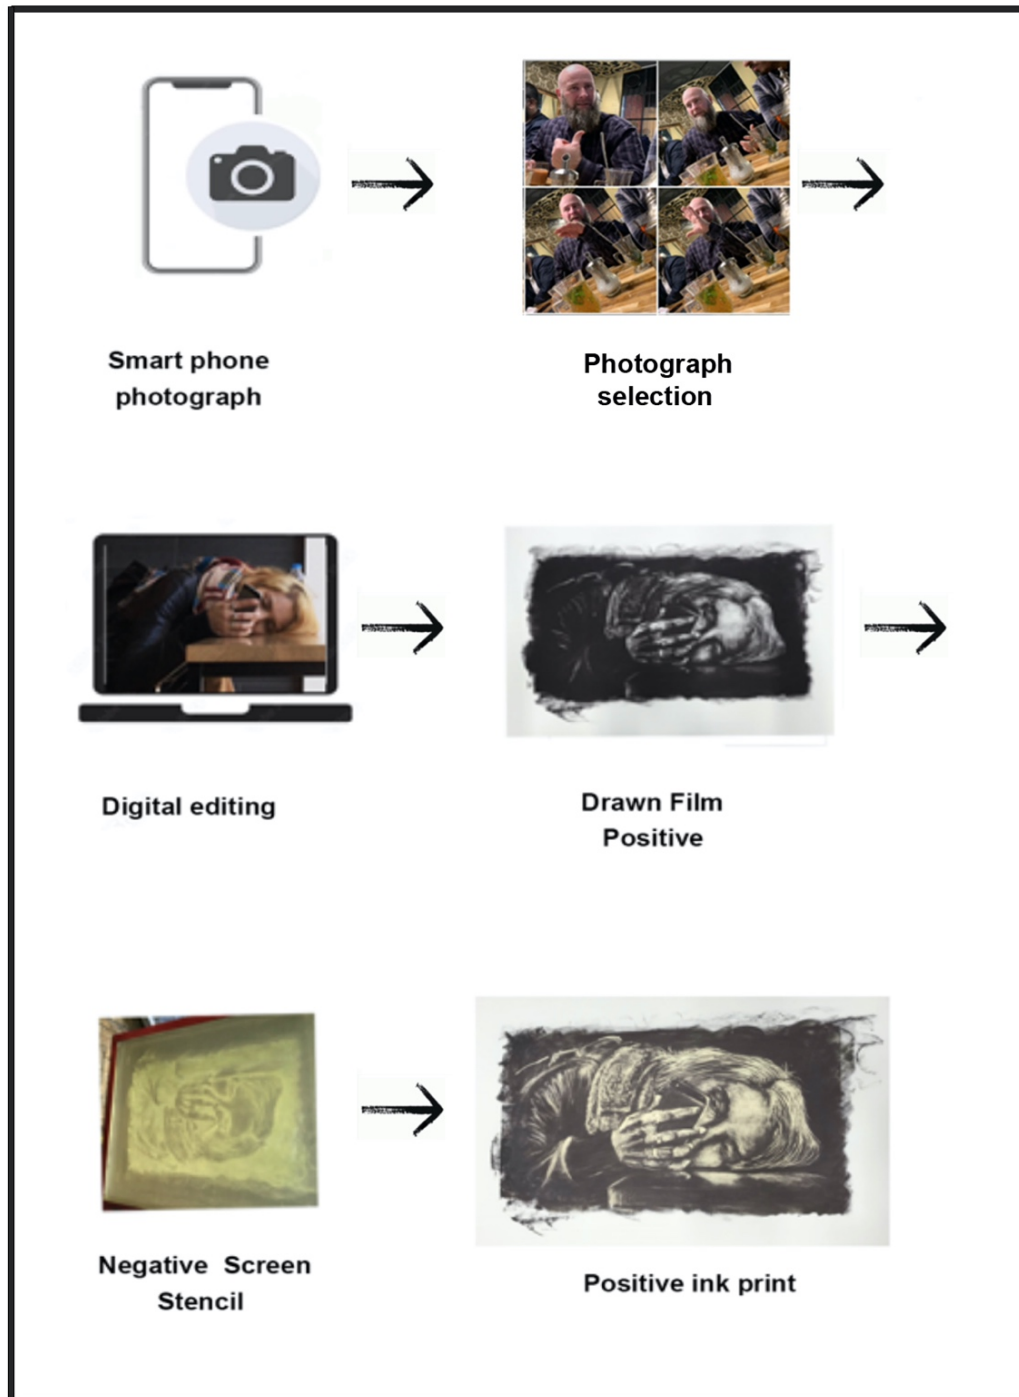 Smart phone
photograph
Photograph
selection
Digital editing
Drawn Film
Positive
Negative Screen
Stencil
Positive ink print